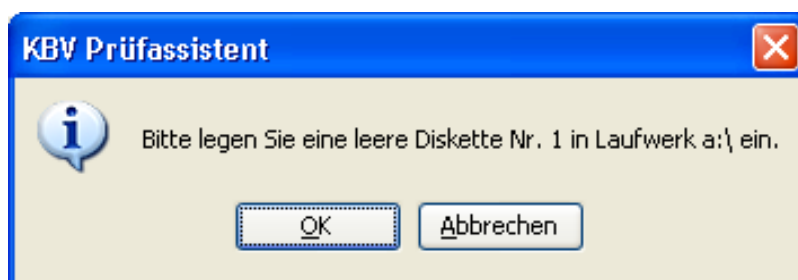 KBV Prüfassistent
Bitte legen Sie eine leere Diskette Nr. 1 in Laufwerk a:\ ein.
OK
Abbrechen